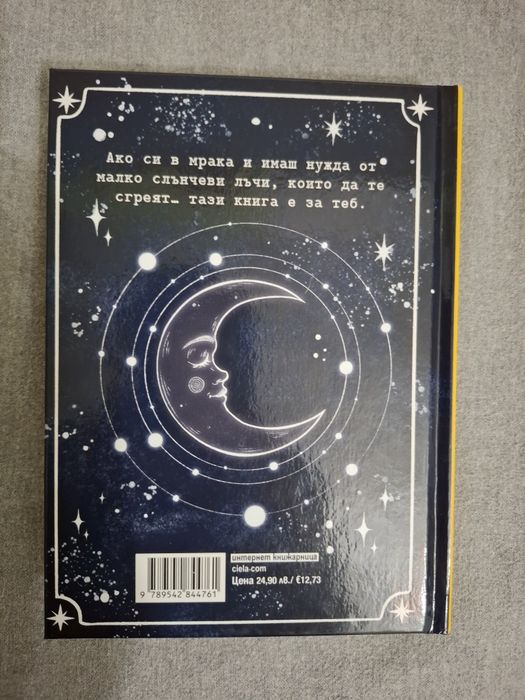 Ако си в мрака и имаш нужда от
малко слънчеви лъчи, които да те
сгреят… тази книга е за теб.
интернет книжарница
ciela.com
Цена 24,90 лв./ €12,73
9 789542 844761